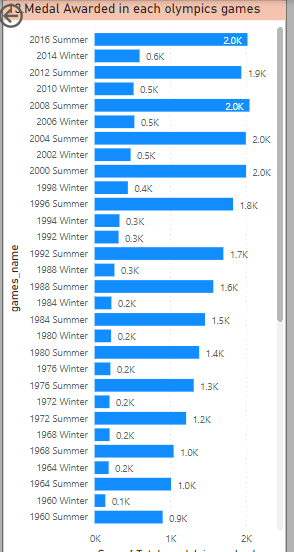 13 Medal Awarded in each olympics games
games_name
2016 Summer 2.0K
2014 Winter 0.6K
2012 Summer 1.9K
2010 Winter 0.5K
2008 Summer 2.0K
2006 Winter 0.5K
2004 Summer 2.0K
2002 Winter 0.5K
2000 Summer 2.0K
1998 Winter 0.4K
1996 Summer 1.8K
1994 Winter 0.3K
1992 Winter 0.3K
1992 Summer 1.7K
1988 Winter 0.3K
1988 Summer 1.6K
1984 Winter 0.2K
1984 Summer 1.5K
1980 Winter 0.2K
1980 Summer 1.4K
1976 Winter 0.2K
1976 Summer 1.3K
1972 Winter 0.2K
1972 Summer 1.2K
1968 Winter 0.2K
1968 Summer 1.0K
1964 Winter 0.2K
1964 Summer 1.0K
1960 Winter 0.1K
1960 Summer 0.9K
0K 1K 2K